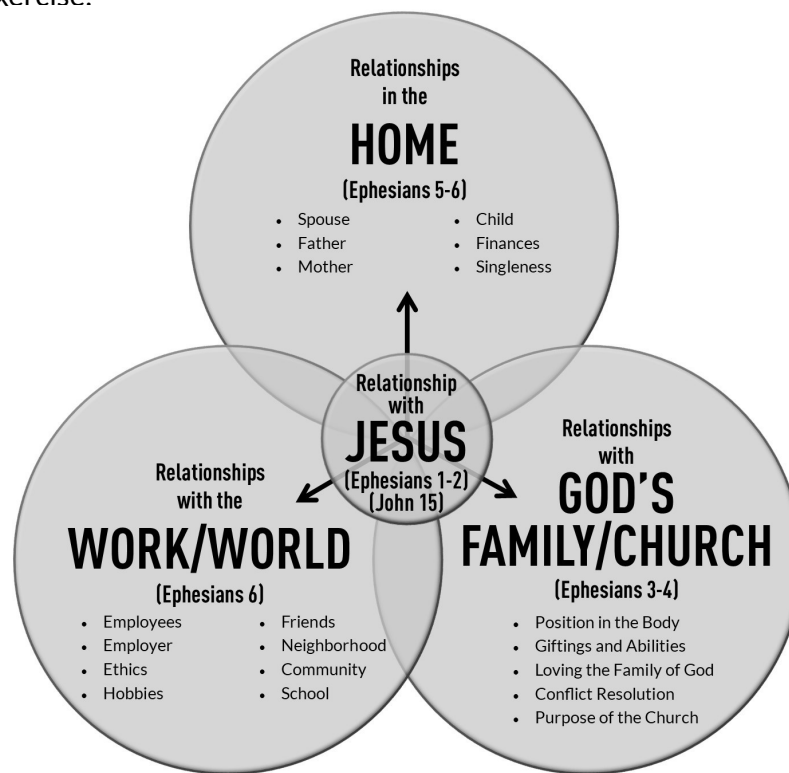 exercise.
Relationships
in the
HOME
(Ephesians 5-6)
• Spouse
• Father
• Mother
• Child
• Finances
• Singleness
Relationship
with
JESUS
(Ephesians 1-2)
(John 15)
Relationships
with the
WORK/WORLD
(Ephesians 6)
• Employees
• Employer
• Ethics
• Hobbies
• Friends
• Neighborhood
• Community
• School
Relationships
with
GOD'S
FAMILY/CHURCH
(Ephesians 3-4)
• Position in the Body
• Giftings and Abilities
• Loving the Family of God
• Conflict Resolution
• Purpose of the Church